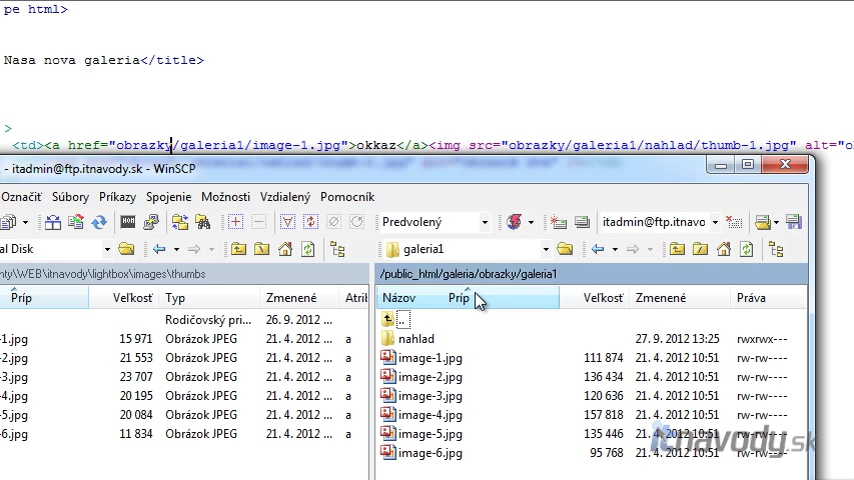 pe html>
Nasa nova galeria</title>
>
<td><a href="obrazky/galeria1/image-1.jpg">okkaz</a><img src="obrazky/galeria1/nahlad/thumb-1.jpg" alt="o
- itadmin@ftp.itnavody.sk - WinSCP
Označiť Súbory Príkazy Spojenie Možnosti Vzdialený Pomocník
Predvolený itadmin@ftp.itnavo
al Disk galeria1
nty\WEB\itnavody\lightbox\images\thumbs /public_html/galeria/obrazky/galeria1
Príp Veľkosť Typ Zmenené Atri Názov Príp Veľkosť Zmenené Práva
Rodičovský pri... 26. 9. 2012 ... ..
nahlad 27. 9. 2012 13:25 rwxrwx---
-1.jpg 15 971 Obrázok JPEG 21. 4. 2012 ... a image-1.jpg 111 874 21. 4. 2012 10:51 rw-rw----
-2.jpg 21 553 Obrázok JPEG 21. 4. 2012 ... a image-2.jpg 136 434 21. 4. 2012 10:51 rw-rw----
-3.jpg 23 707 Obrázok JPEG 21. 4. 2012 ... a image-3.jpg 120 636 21. 4. 2012 10:51 rw-rw----
-4.jpg 20 195 Obrázok JPEG 21. 4. 2012 ... a image-4.jpg 157 818 21. 4. 2012 10:51 rw-rw----
-5.jpg 20 084 Obrázok JPEG 21. 4. 2012 ... a image-5.jpg 135 446 21. 4. 2012 10:51 rw-rw----
-6.jpg 11 834 Obrázok JPEG 21. 4. 2012 ... a image-6.jpg 95 768 21. 4. 2012 10:51 rw-rw----
itnavody.sk